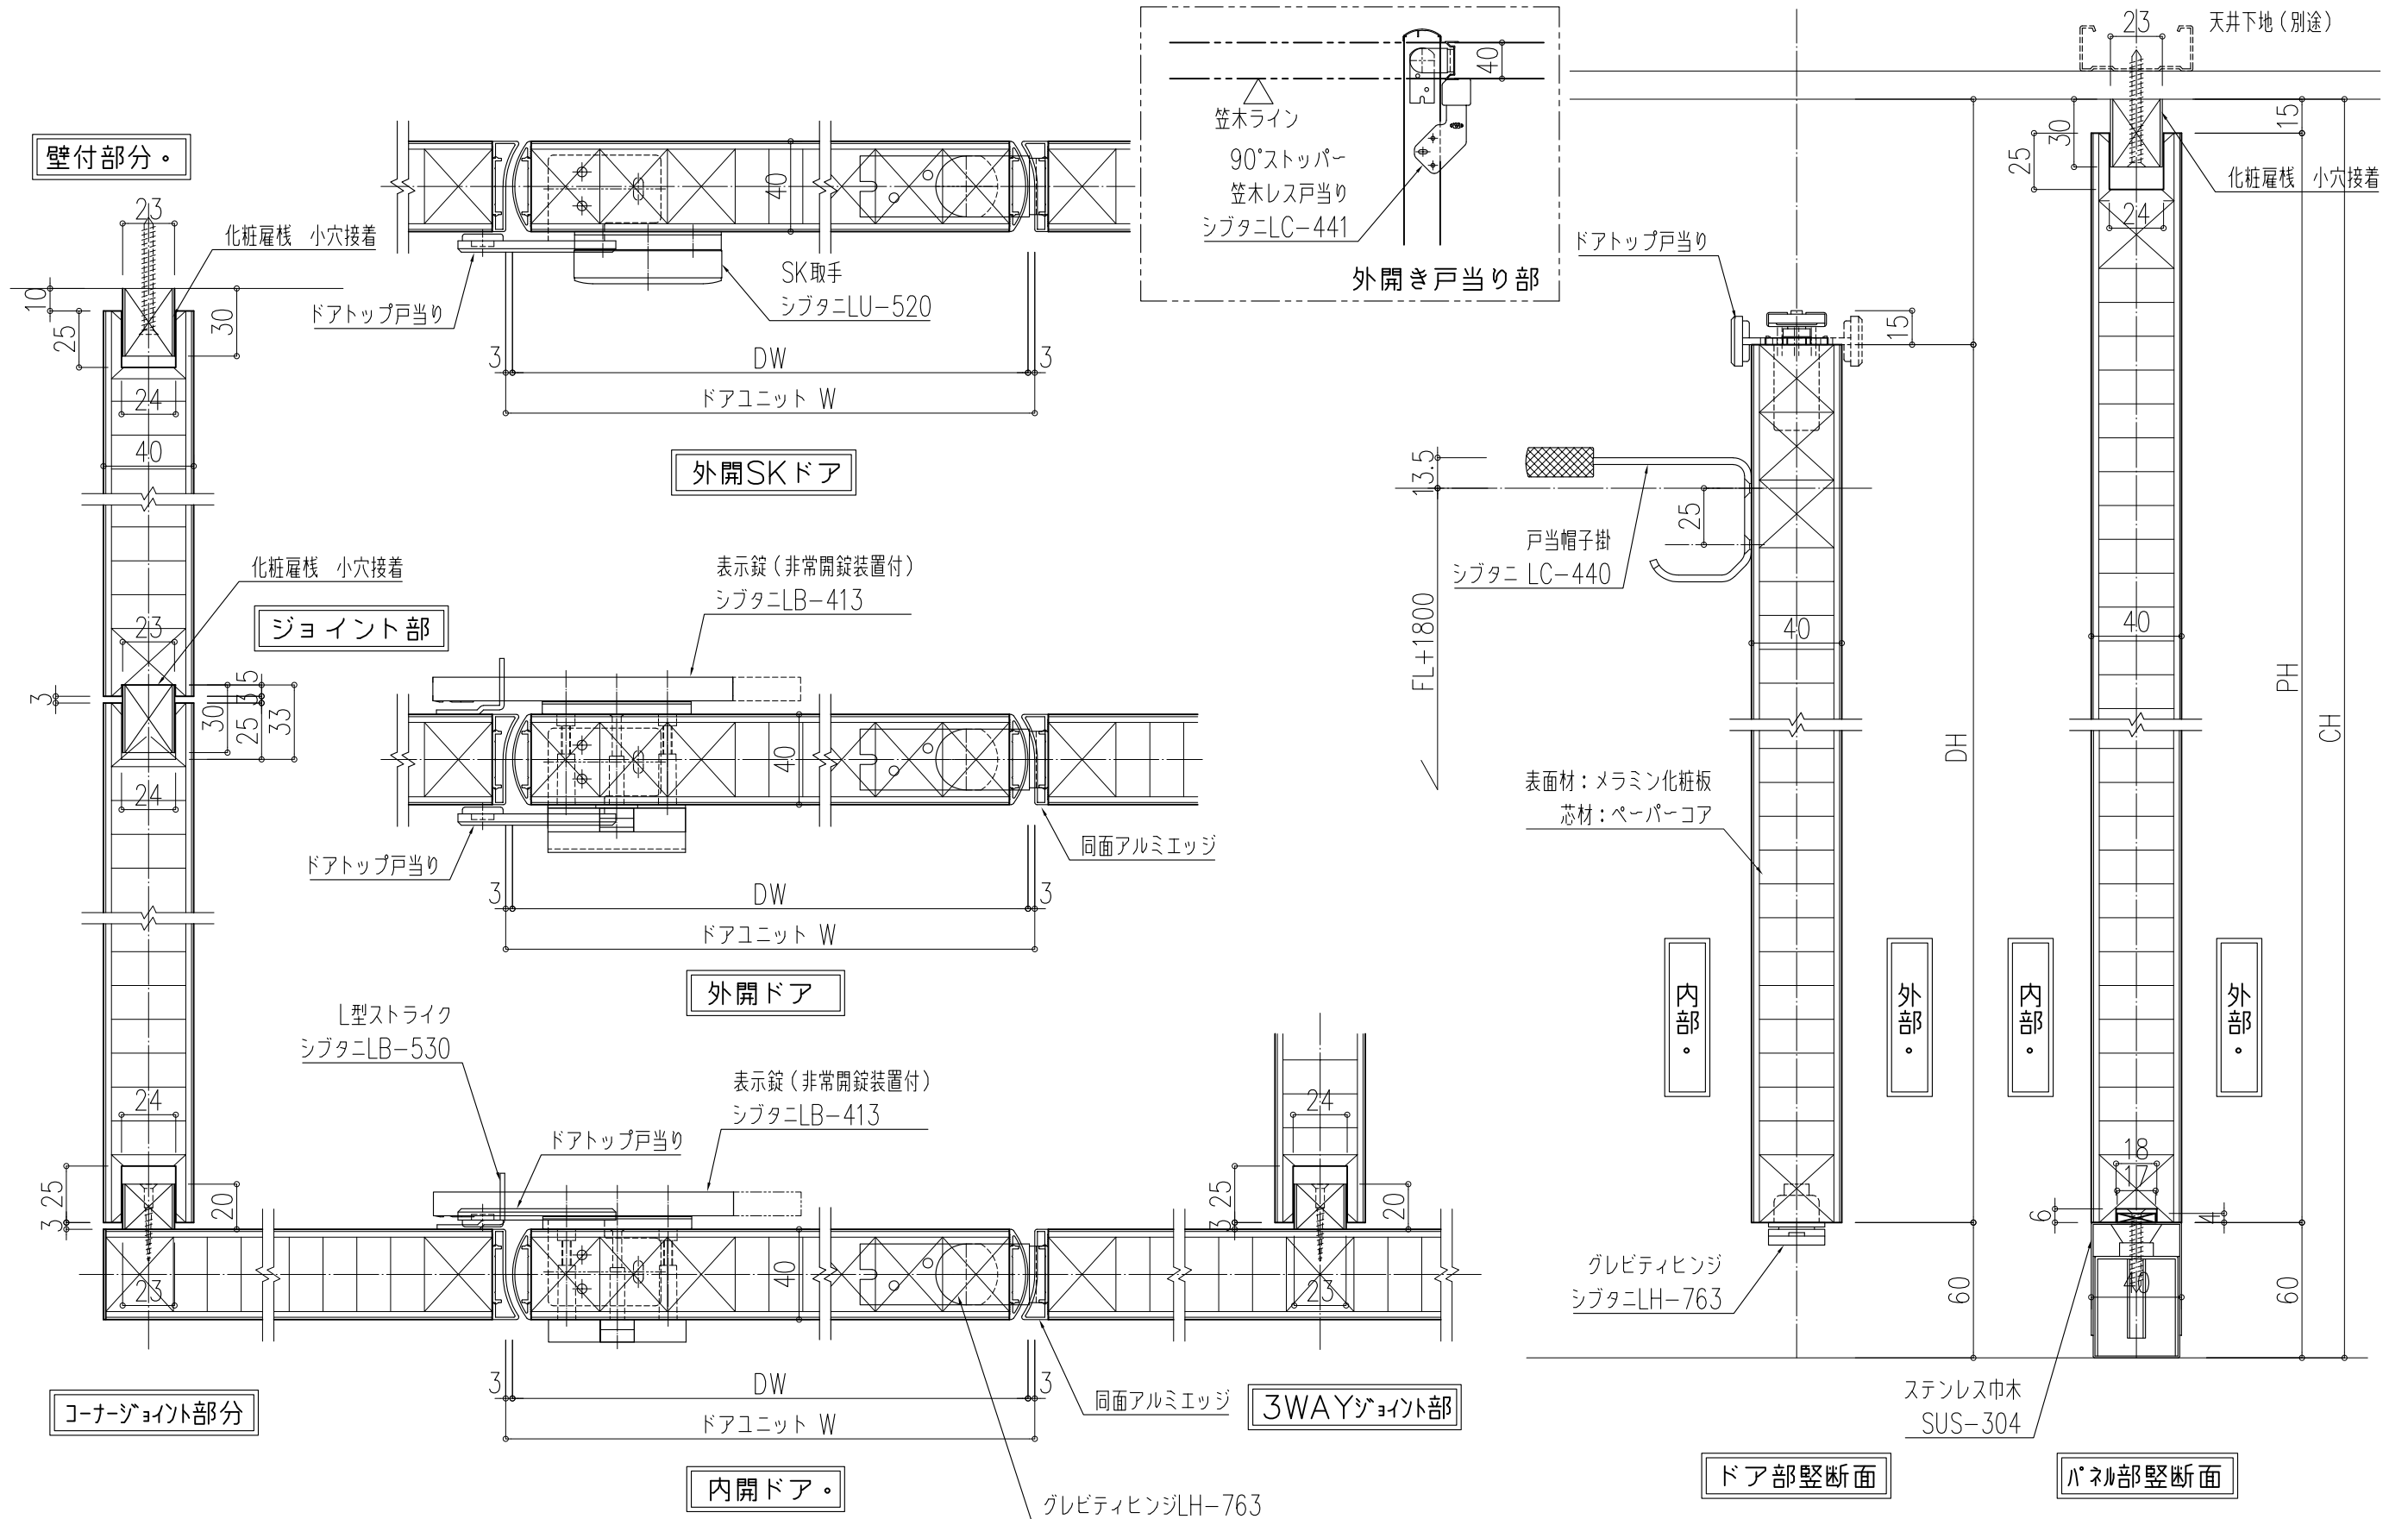 壁付部分。
23
化粧雇桟　小穴接着
10
25
30
24
40
化粧雇桟　小穴接着
ジョイント部
23
3
5
3
30
25
33
24
24
25
3
20
23
コーナージョイント部分
40
ドアトップ戸当り
SK取手
シブタニLU-520
3
DW
3
ドアユニット W
外開SKドア
表示錠（非常開錠装置付）
シブタニLB-413
40
ドアトップ戸当り
同面アルミエッジ
3
DW
3
ドアユニット W
外開ドア
L型ストライク
シブタニLB-530
表示錠（非常開錠装置付）
シブタニLB-413
ドアトップ戸当り
40
3
DW
3
ドアユニット W
同面アルミエッジ
内開ドア。
グレビティヒンジLH-763
24
25
3
20
23
3WAYジョイント部
40
笠木ライン
90°ストッパー
笠木レス戸当り
シブタニLC-441
外開き戸当り部
ドアトップ戸当り
15
13.5
25
戸当帽子掛
シブタニ LC-440
FL+1800
40
DH
表面材：メラミン化粧板
芯材：ペーパーコア
内部。
外部。
グレビティヒンジ
シブタニLH-763
60
ドア部竪断面
23
天井下地（別途）
30
25
15
化粧雇桟　小穴接着
24
40
PH
CH
内部。
外部。
18
17
6
4
40
60
ステンレス巾木
SUS-304
パネル部竪断面